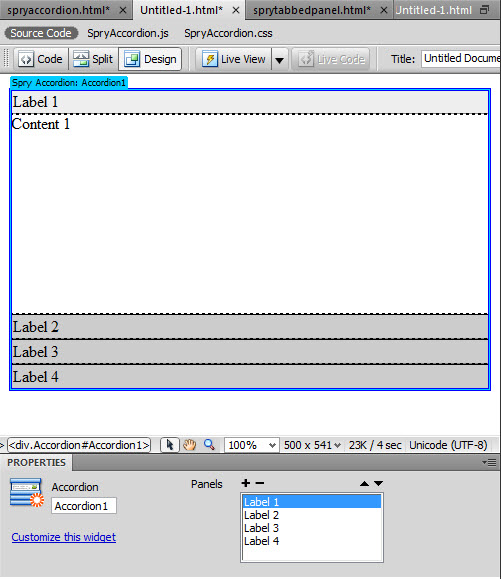 spryaccordion.html* × Untitled-1.html* × sprytabbedpanel.html* × Untitled-1.html
Source Code SpryAccordion.js SpryAccordion.css
Code Split Design Live View Live Code Title: Untitled Docume
Spry Accordion: Accordion1
Label 1
Content 1
Label 2
Label 3
Label 4
> <div.Accordion#Accordion1> 100% 500 x 541 23K / 4 sec Unicode (UTF-8)
PROPERTIES
Accordion Panels
Accordion1
Customize this widget
Label 1
Label 2
Label 3
Label 4